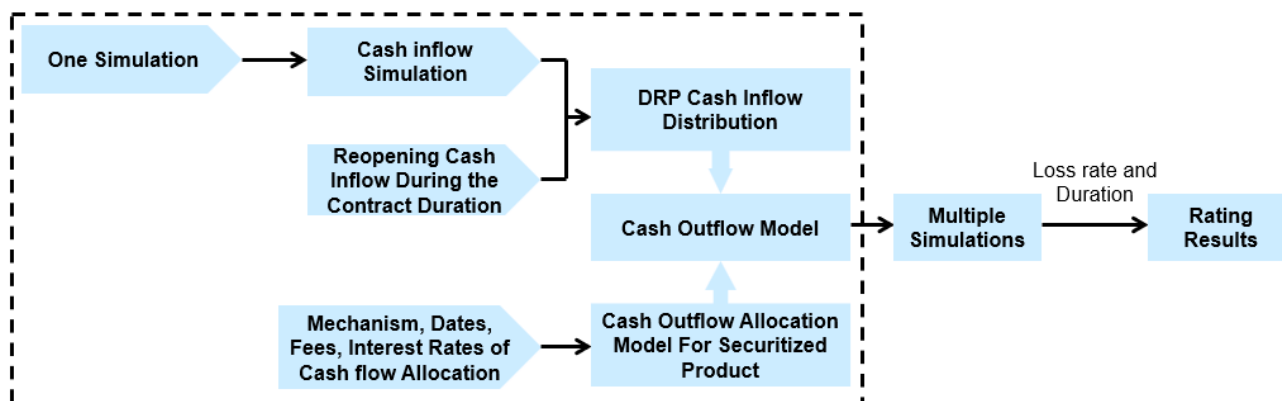 One Simulation
Cash inflow
Simulation
Reopening Cash
Inflow During the
Contract Duration
DRP Cash Inflow
Distribution
Cash Outflow Model
Mechanism, Dates,
Fees, Interest Rates of
Cash flow Allocation
Cash Outflow Allocation
Model For Securitized
Product
Multiple
Simulations
Loss rate and
Duration
Rating
Results